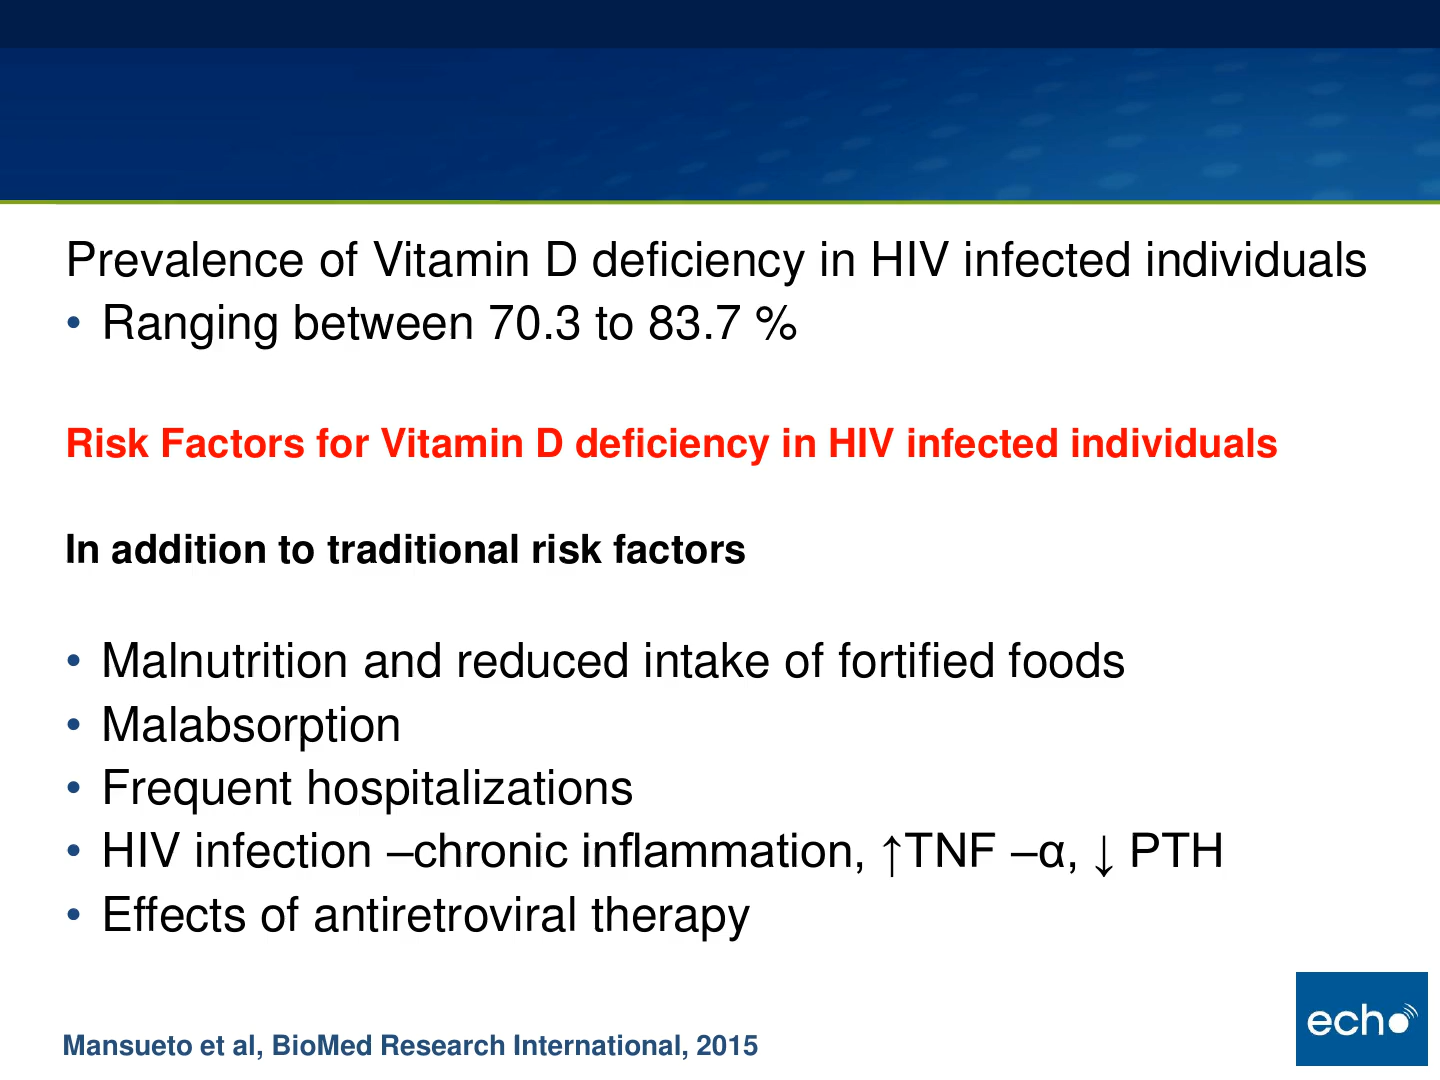 Prevalence of Vitamin D deficiency in HIV infected individuals
• Ranging between 70.3 to 83.7 %
Risk Factors for Vitamin D deficiency in HIV infected individuals
In addition to traditional risk factors
• Malnutrition and reduced intake of fortified foods
• Malabsorption
• Frequent hospitalizations
• HIV infection –chronic inflammation, ↑TNF –α, ↓ PTH
• Effects of antiretroviral therapy
Mansueto et al, BioMed Research International, 2015
echo